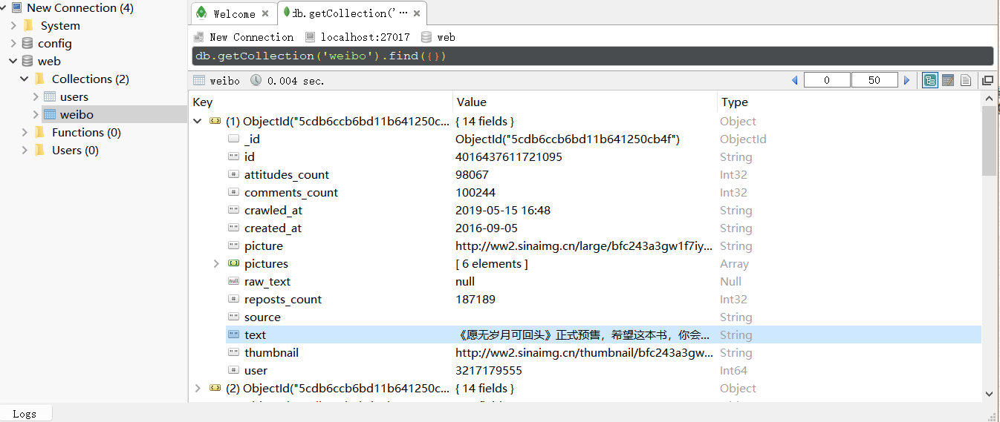 New Connection (4)
System
config
web
Collections (2)
users
weibo
Functions (0)
Users (0)
Welcome
db.getCollection('···
New Connection localhost:27017 web
db.getCollection('weibo').find({})
weibo 0.004 sec. 0 50
Key Value Type
(1) ObjectId("5cdb6ccb6bd11b641250c... { 14 fields } Object
_id ObjectId("5cdb6ccb6bd11b641250cb4f") ObjectId
id 4016437611721095 String
attitudes_count 98067 Int32
comments_count 100244 Int32
crawled_at 2019-05-15 16:48 String
created_at 2016-09-05 String
picture http://ww2.sinaimg.cn/large/bfc243a3gw1f7iy... String
pictures [ 6 elements ] Array
raw_text null Null
reposts_count 187189 Int32
source String
text 《愿无岁月可回头》正式预售，希望这本书，你会... String
thumbnail http://ww2.sinaimg.cn/thumbnail/bfc243a3gw... String
user 3217179555 Int64
(2) ObjectId("5cdb6ccb6bd11b641250c... { 14 fields } Object
Logs